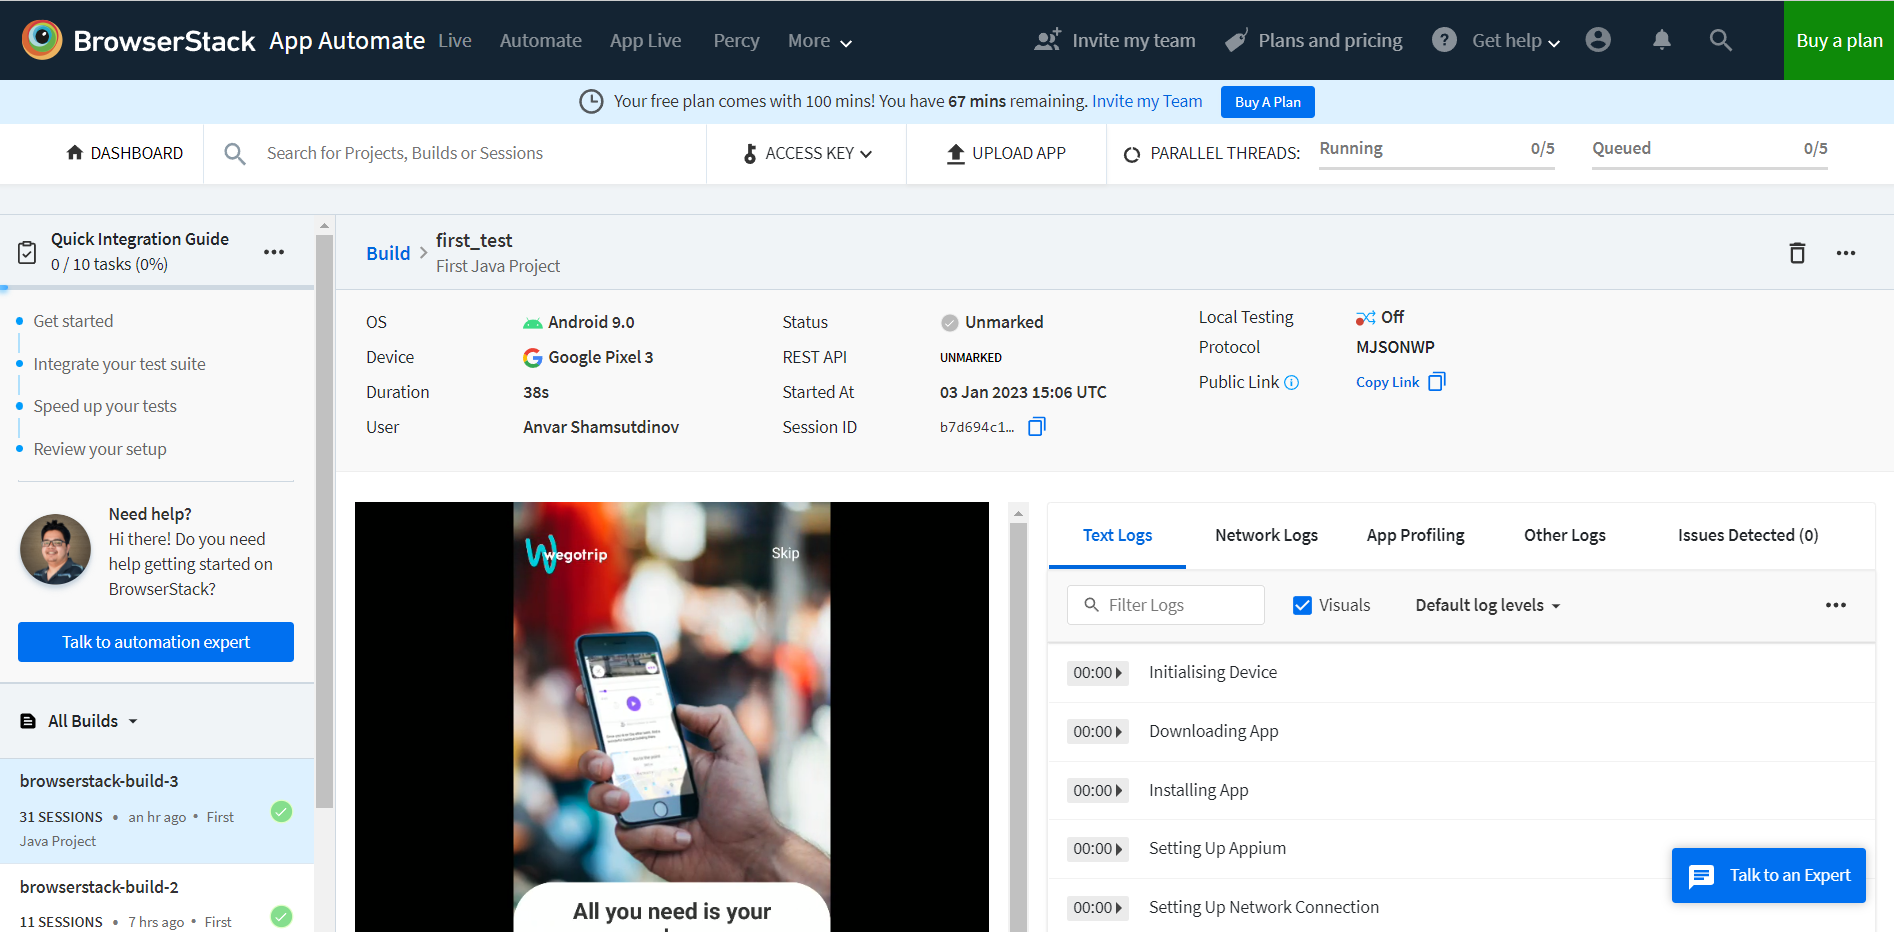 BrowserStack App Automate Live Automate App Live Percy More Invite my team Plans and pricing ? Get help Buy a plan
Your free plan comes with 100 mins! You have 67 mins remaining. Invite my Team Buy A Plan
DASHBOARD Search for Projects, Builds or Sessions ACCESS KEY UPLOAD APP PARALLEL THREADS: Running 0/5 Queued 0/5
Quick Integration Guide
0 / 10 tasks (0%)
Get started
Integrate your test suite
Speed up your tests
Review your setup
Need help?
Hi there! Do you need
help getting started on
BrowserStack?
Talk to automation expert
All Builds
browserstack-build-3
31 SESSIONS • an hr ago • First
Java Project
browserstack-build-2
11 SESSIONS • 7 hrs ago • First
Build > first_test
First Java Project
OS Android 9.0
Device Google Pixel 3
Duration 38s
User Anvar Shamsutdinov
Status Unmarked
REST API UNMARKED
Started At 03 Jan 2023 15:06 UTC
Session ID b7d694c1...
Local Testing Off
Protocol MJSONWP
Public Link Copy Link
wegotrip Skip
All you need is your
Text Logs Network Logs App Profiling Other Logs Issues Detected (0)
Filter Logs Visuals Default log levels
00:00 Initialising Device
00:00 Downloading App
00:00 Installing App
00:00 Setting Up Appium
00:00 Setting Up Network Connection
Talk to an Expert